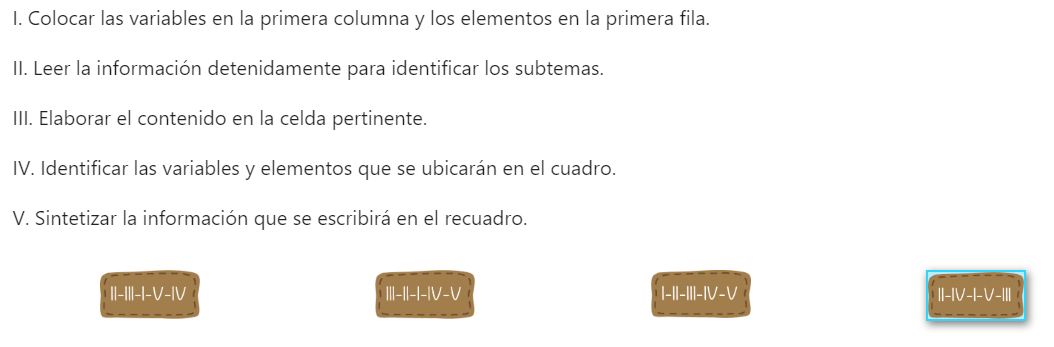 I. Colocar las variables en la primera columna y los elementos en la primera fila.
II. Leer la información detenidamente para identificar los subtemas.
III. Elaborar el contenido en la celda pertinente.
IV. Identificar las variables y elementos que se ubicarán en el cuadro.
V. Sintetizar la información que se escribirá en el recuadro.
II-III-I-V-IV
III-II-I-IV-V
I-II-III-IV-V
II-IV-I-V-III